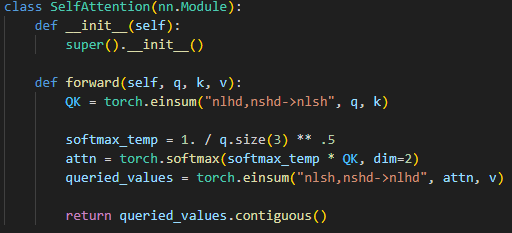 class SelfAttention(nn.Module):
    def __init__(self):
        super().__init__()

    def forward(self, q, k, v):
        QK = torch.einsum("nlhd,nshd->nlsh", q, k)

        softmax_temp = 1. / q.size(3) ** .5
        attn = torch.softmax(softmax_temp * QK, dim=2)
        queried_values = torch.einsum("nlsh,nshd->nlhd", attn, v)

        return queried_values.contiguous()